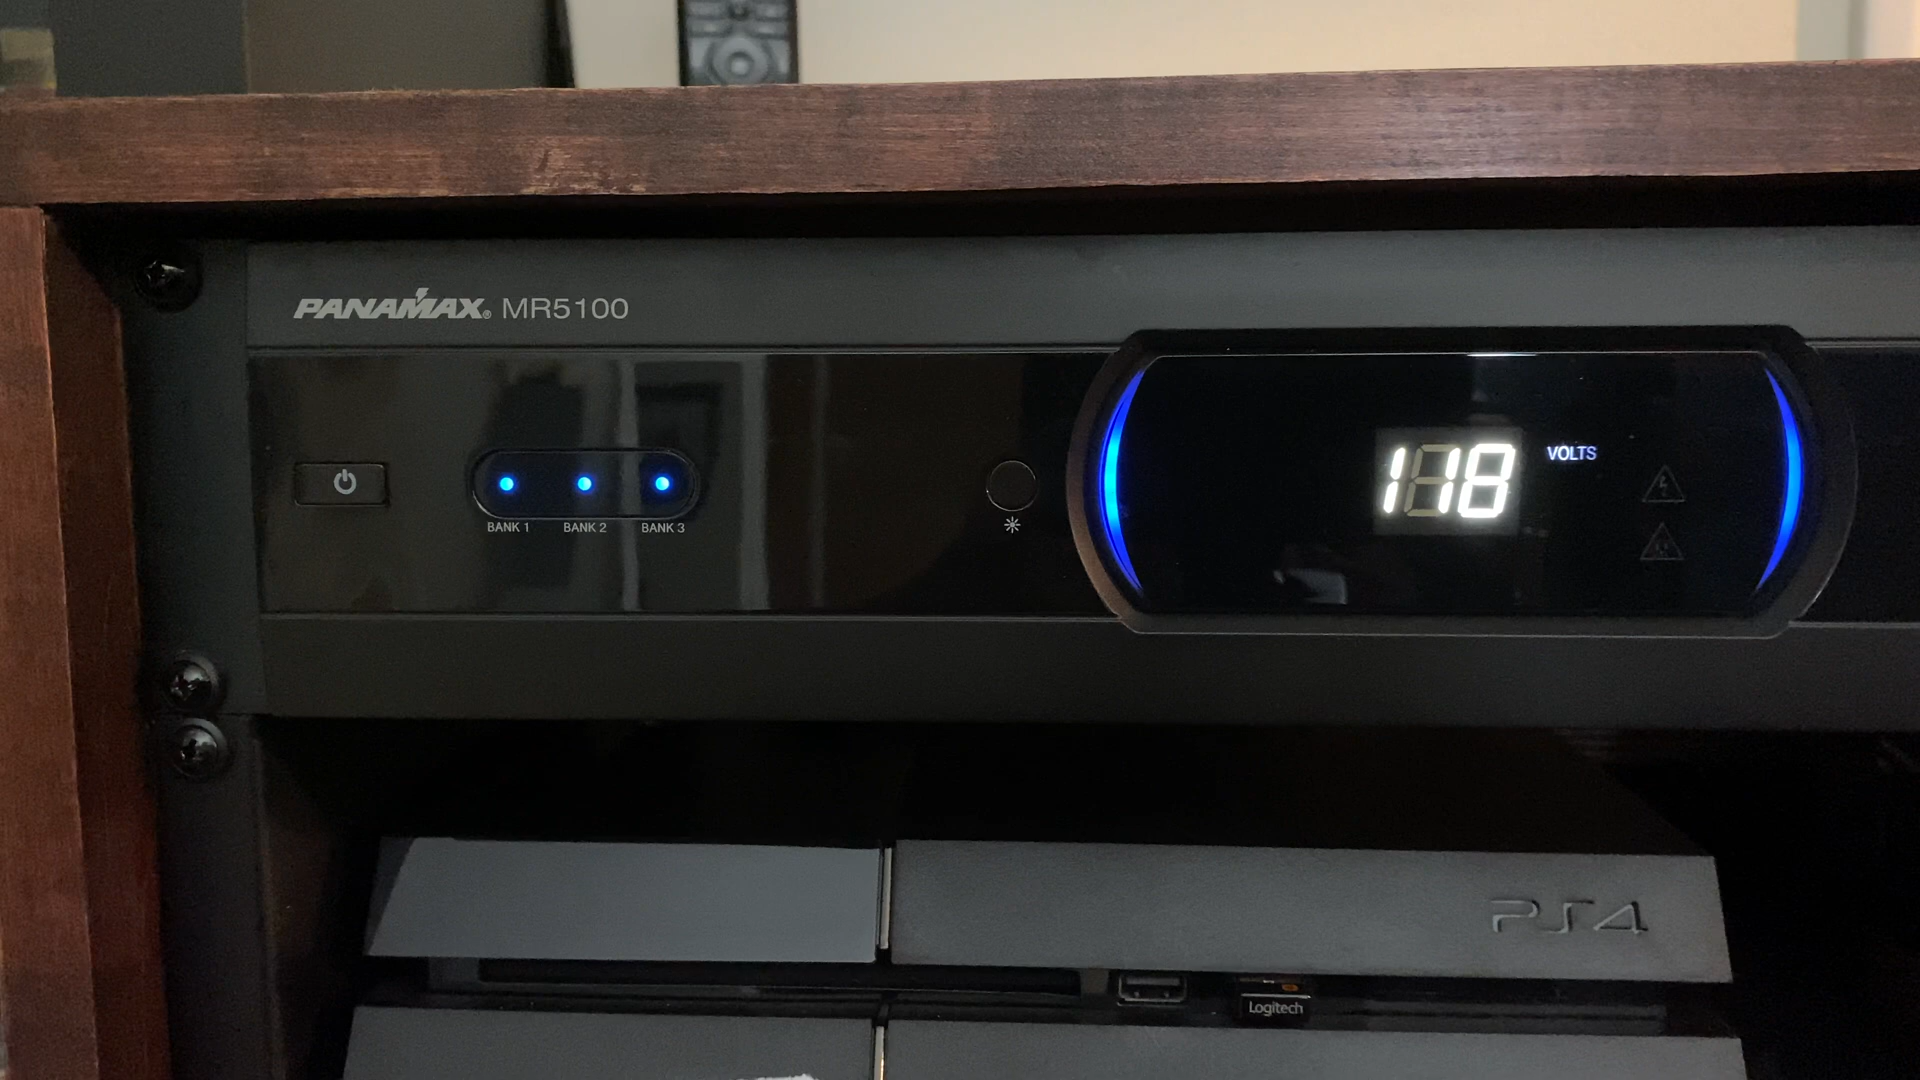 PANAMAX® MR5100
118 VOLTS
BANK 1 BANK 2 BANK 3
PS4
Logitech